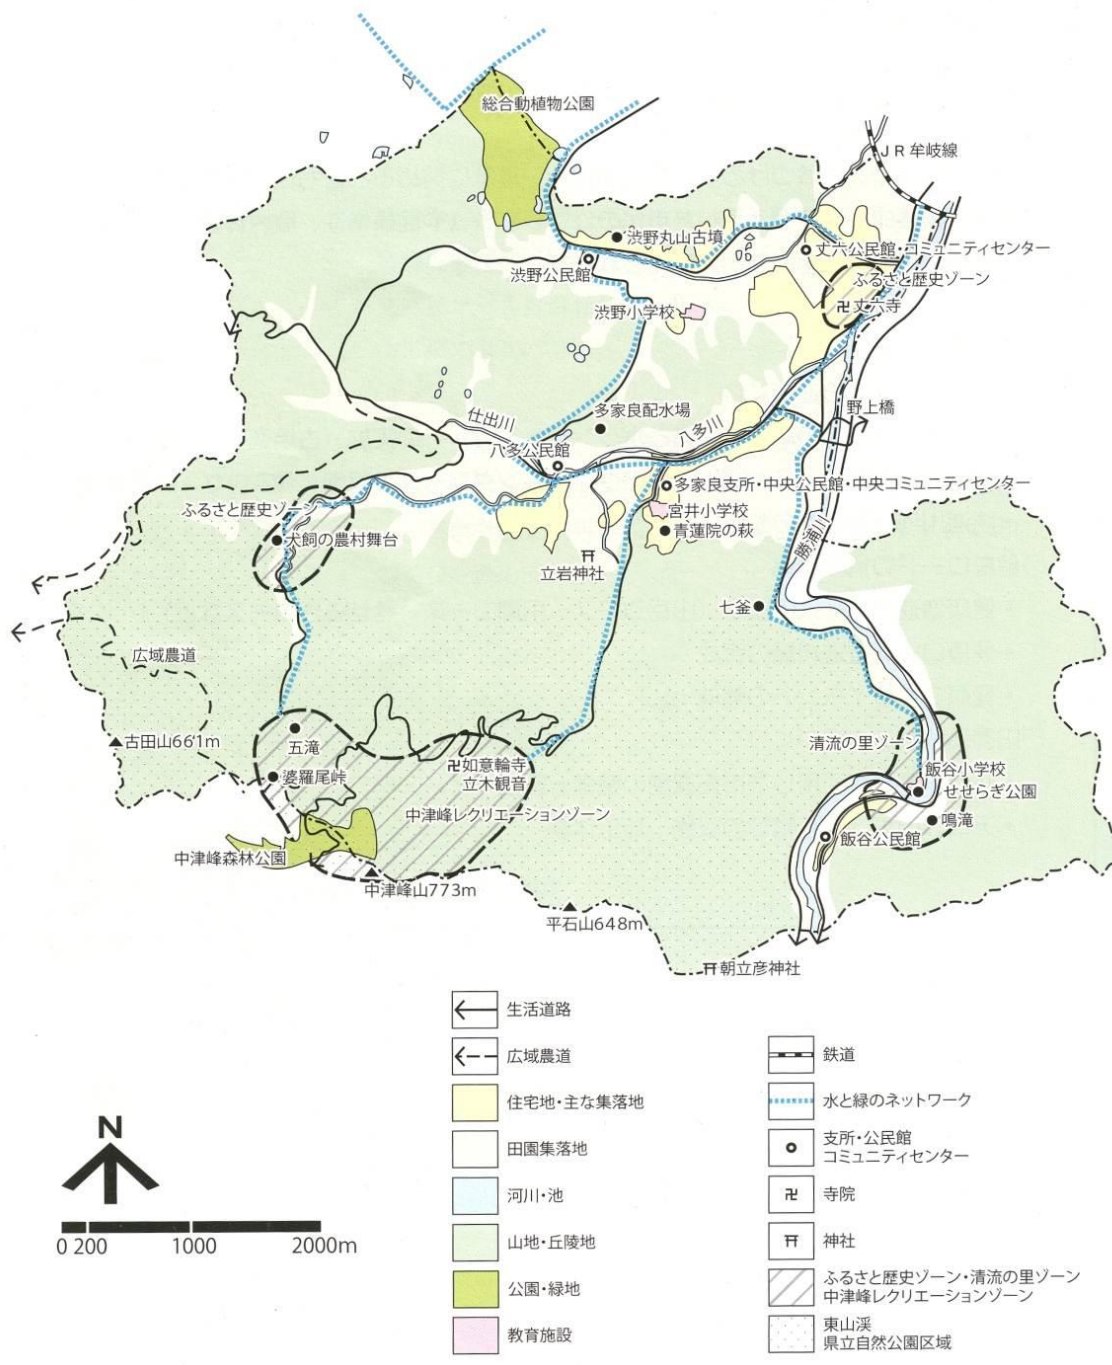 総合動植物公園
JR牟岐線
渋野丸山古墳
丈六公民館・コミュニティセンター
渋野公民館
ふるさと歴史ゾーン
丈六寺
渋野小学校
野上橋
仕出川
多家良配水場
八多川
八多公民館
多家良支所・中央公民館・中央コミュニティセンター
ふるさと歴史ゾーン
宮井小学校
犬飼の農村舞台
青蓮院の萩
立岩神社
七釜
広域農道
古田山661m
五滝
清流の里ゾーン
如意輪寺
立木観音
飯谷小学校
婆羅尾峠
せせらぎ公園
中津峰レクリエーションゾーン
鳴滝
中津峰森林公園
飯谷公民館
中津峰山773m
平石山648m
朝立彦神社
生活道路
広域農道
住宅地・主な集落地
田園集落地
河川・池
山地・丘陵地
公園・緑地
教育施設
鉄道
水と緑のネットワーク
支所・公民館
コミュニティセンター
寺院
神社
ふるさと歴史ゾーン・清流の里ゾーン
中津峰レクリエーションゾーン
東山渓
県立自然公園区域
N
0 200 1000 2000m